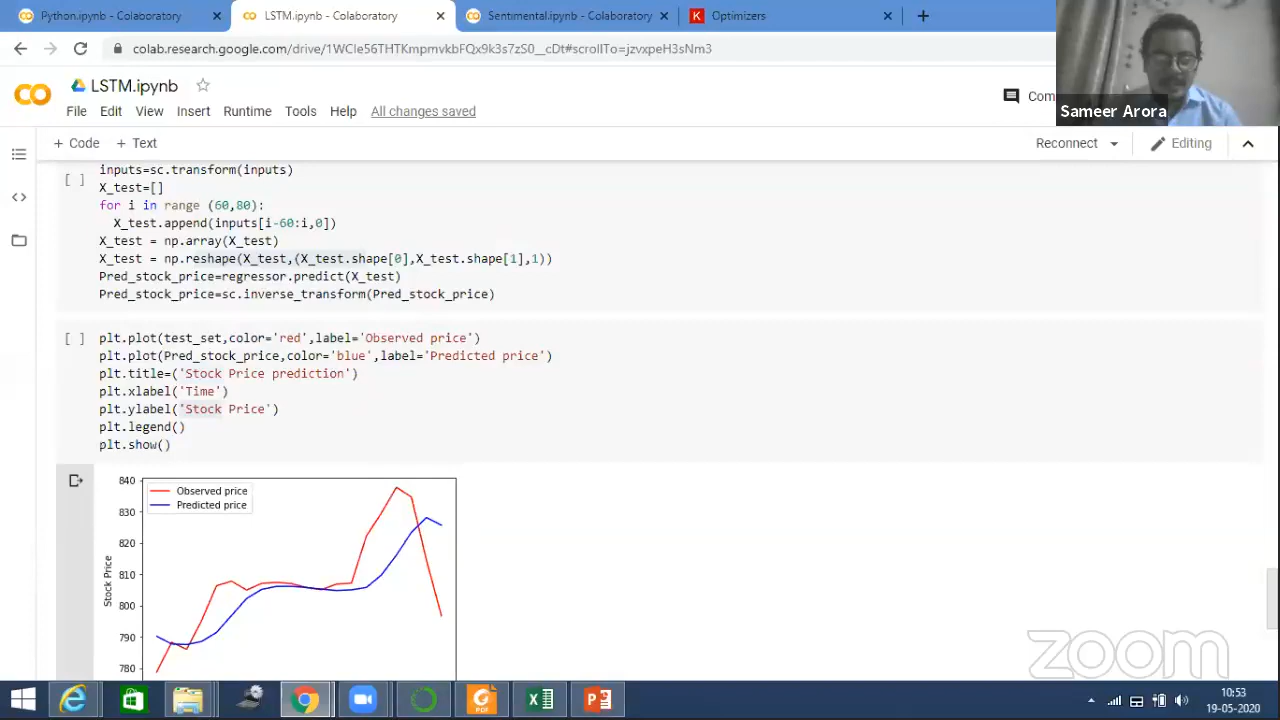 Python.ipynb - Colaboratory
LSTM.ipynb - Colaboratory
Sentimental.ipynb - Colaboratory
K Optimizers
colab.research.google.com/drive/1WCle56THTKmpmvkbFQx9k3s7zS0__cDt#scrollTo=jzvxpeH3sNm3
LSTM.ipynb
File Edit View Insert Runtime Tools Help All changes saved
Com
Sameer Arora
+ Code + Text
Reconnect
Editing
inputs=sc.transform(inputs)
[ ]
X_test=[]
for i in range (60,80):
X_test.append(inputs[i-60:i,0])
X_test = np.array(X_test)
X_test = np.reshape(X_test,(X_test.shape[0],X_test.shape[1],1))
Pred_stock_price=regressor.predict(X_test)
Pred_stock_price=sc.inverse_transform(Pred_stock_price)
[ ] plt.plot(test_set,color='red',label='Observed price')
plt.plot(Pred_stock_price,color='blue',label='Predicted price')
plt.title=('Stock Price prediction')
plt.xlabel('Time')
plt.ylabel('Stock Price')
plt.legend()
plt.show()
Observed price
Predicted price
Stock Price
840
830
820
810
800
790
780
zoom
10:53
19-05-2020